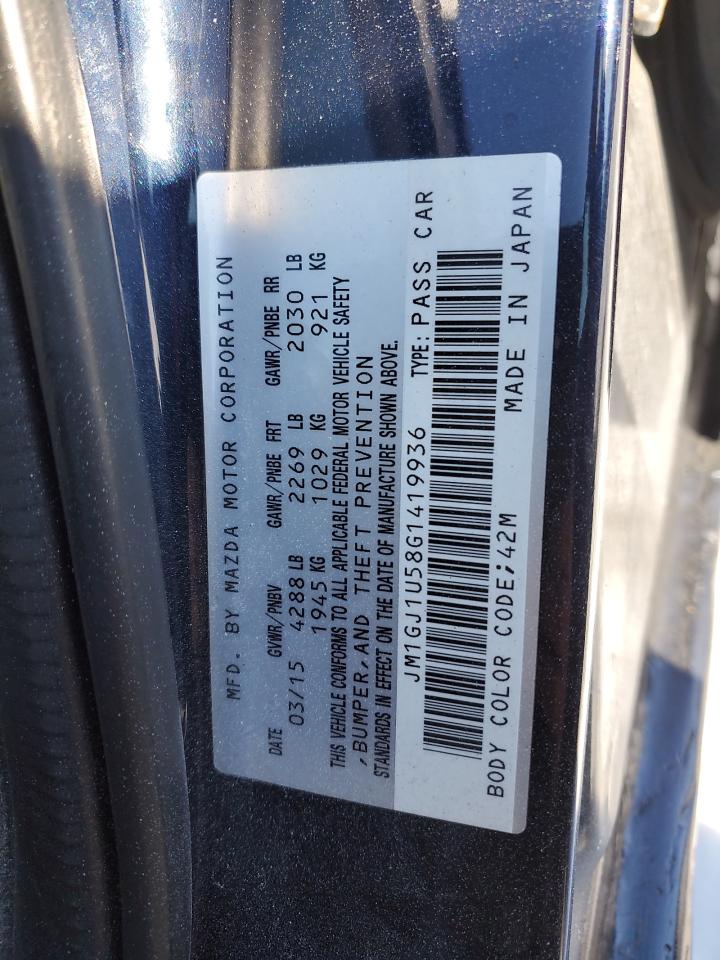 MFD. BY MAZDA MOTOR CORPORATION
DATE GVWR/PNBV GAWR/PNBE FRT GAWR/PNBE RR
03/15 4288 LB 2269 LB 2030 LB
1945 KG 1029 KG 921 KG
THIS VEHICLE CONFORMS TO ALL APPLICABLE FEDERAL MOTOR VEHICLE SAFETY
,BUMPER,AND THEFT PREVENTION
STANDARDS IN EFFECT ON THE DATE OF MANUFACTURE SHOWN ABOVE.
JM1GJ1U58G1419936 TYPE: PASS CAR
BODY COLOR CODE;42M MADE IN JAPAN